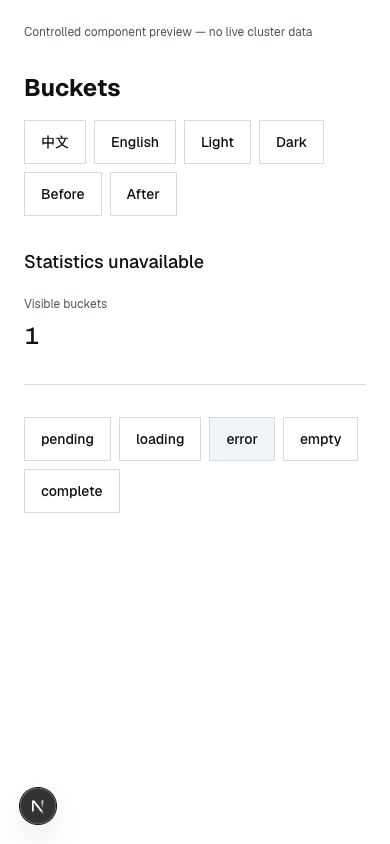 Controlled component preview — no live cluster data
Buckets
中文 English Light Dark
Before After
Statistics unavailable
Visible buckets
1
pending loading error empty
complete
N